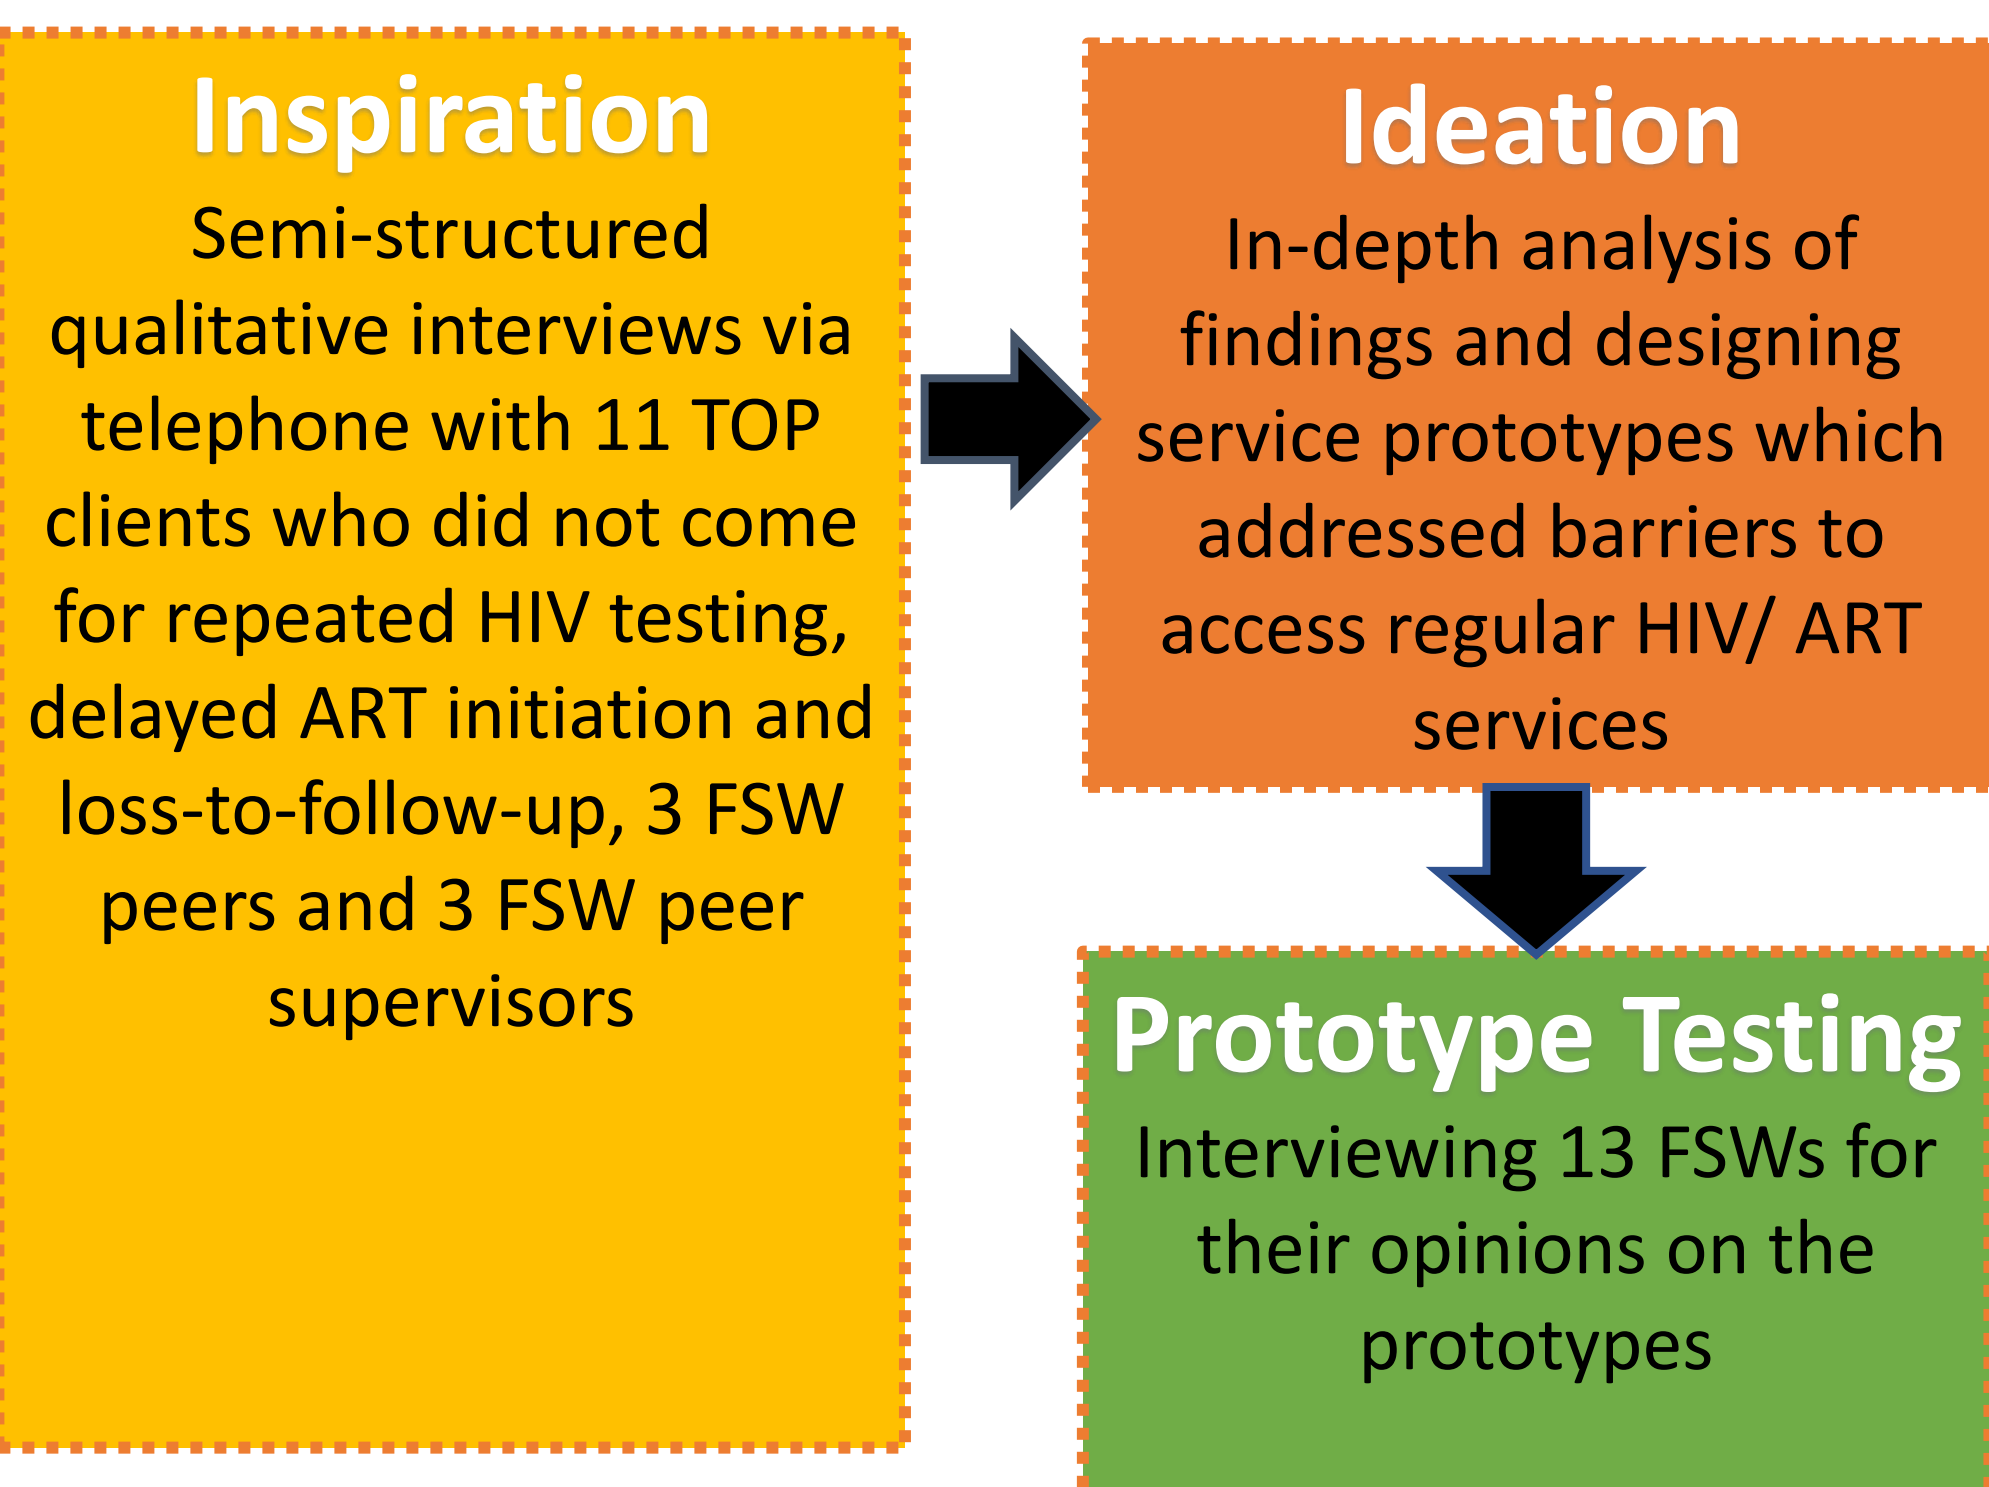 Inspiration
Semi-structured
qualitative interviews via
telephone with 11 TOP
clients who did not come
for repeated HIV testing,
delayed ART initiation and
loss-to-follow-up, 3 FSW
peers and 3 FSW peer
supervisors
Ideation
In-depth analysis of
findings and designing
service prototypes which
addressed barriers to
access regular HIV/ ART
services
Prototype Testing
Interviewing 13 FSWs for
their opinions on the
prototypes